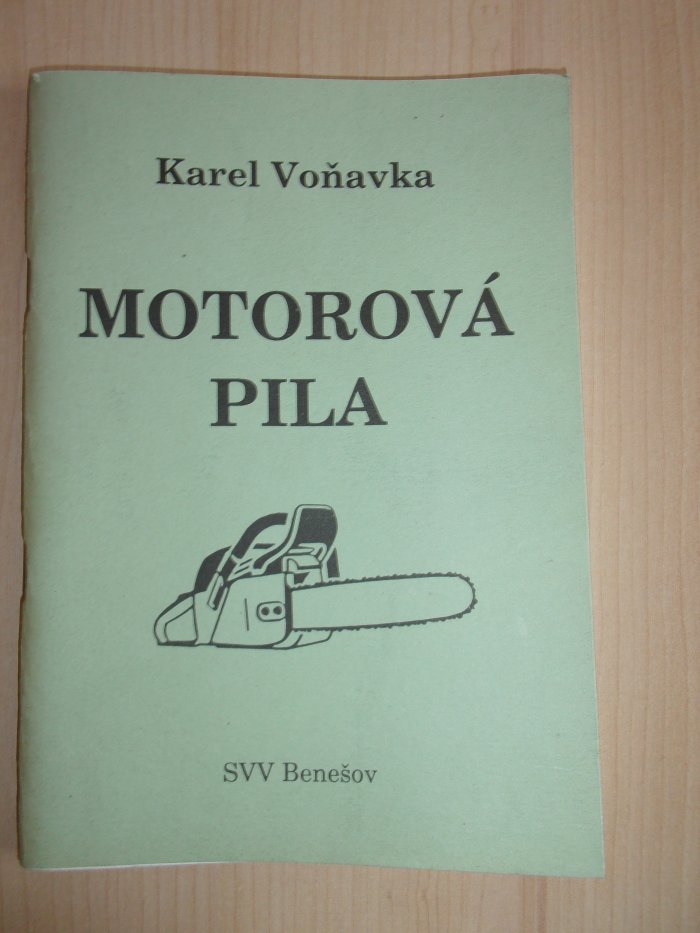 Karel Voňavka
MOTOROVÁ
PILA
SVV Benešov